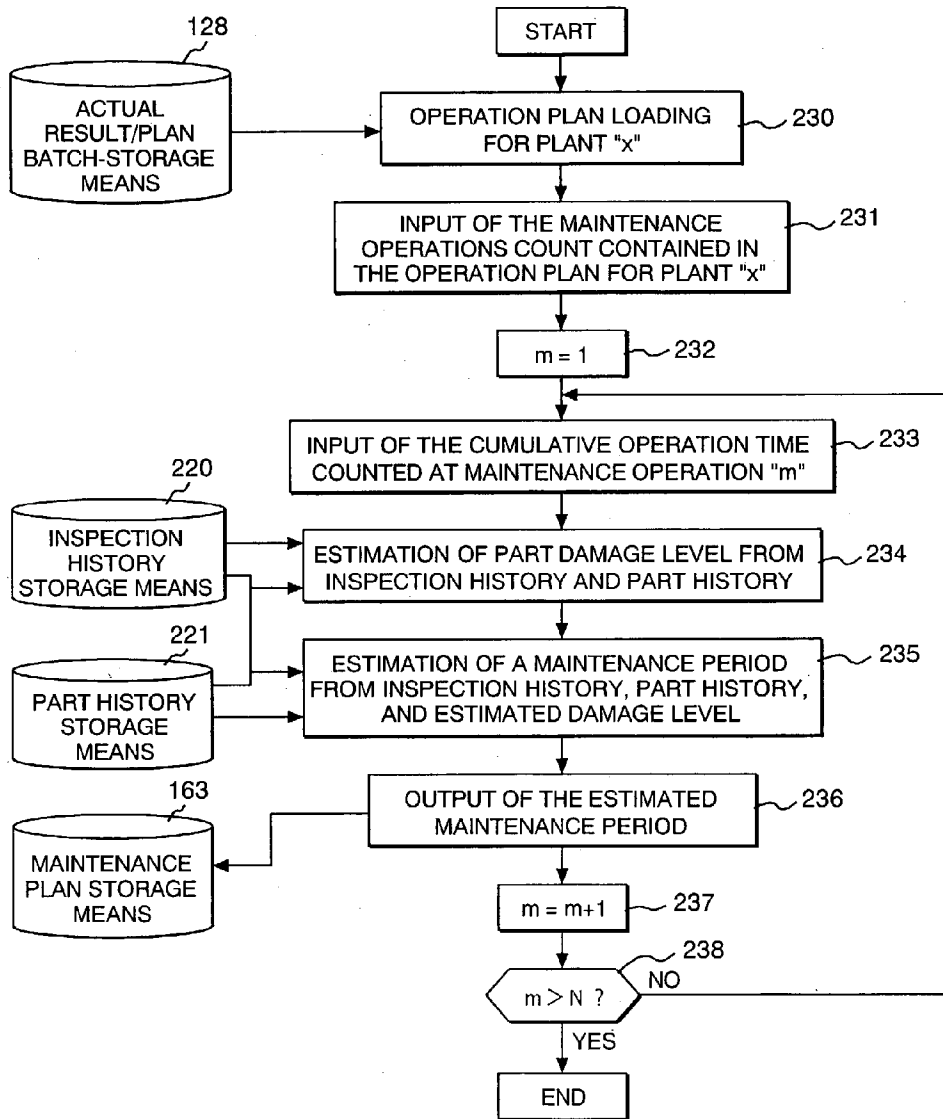 START
128
ACTUAL
RESULT/PLAN
BATCH-STORAGE
MEANS
OPERATION PLAN LOADING
FOR PLANT "x"
230
INPUT OF THE MAINTENANCE
OPERATIONS COUNT CONTAINED IN
THE OPERATION PLAN FOR PLANT "x"
231
m = 1
232
INPUT OF THE CUMULATIVE OPERATION TIME
COUNTED AT MAINTENANCE OPERATION "m"
233
220
INSPECTION
HISTORY
STORAGE MEANS
ESTIMATION OF PART DAMAGE LEVEL FROM
INSPECTION HISTORY AND PART HISTORY
234
221
PART HISTORY
STORAGE
MEANS
ESTIMATION OF A MAINTENANCE PERIOD
FROM INSPECTION HISTORY, PART HISTORY,
AND ESTIMATED DAMAGE LEVEL
235
163
MAINTENANCE
PLAN STORAGE
MEANS
OUTPUT OF THE ESTIMATED
MAINTENANCE PERIOD
236
m = m+1
237
238
m > N ?
NO
YES
END